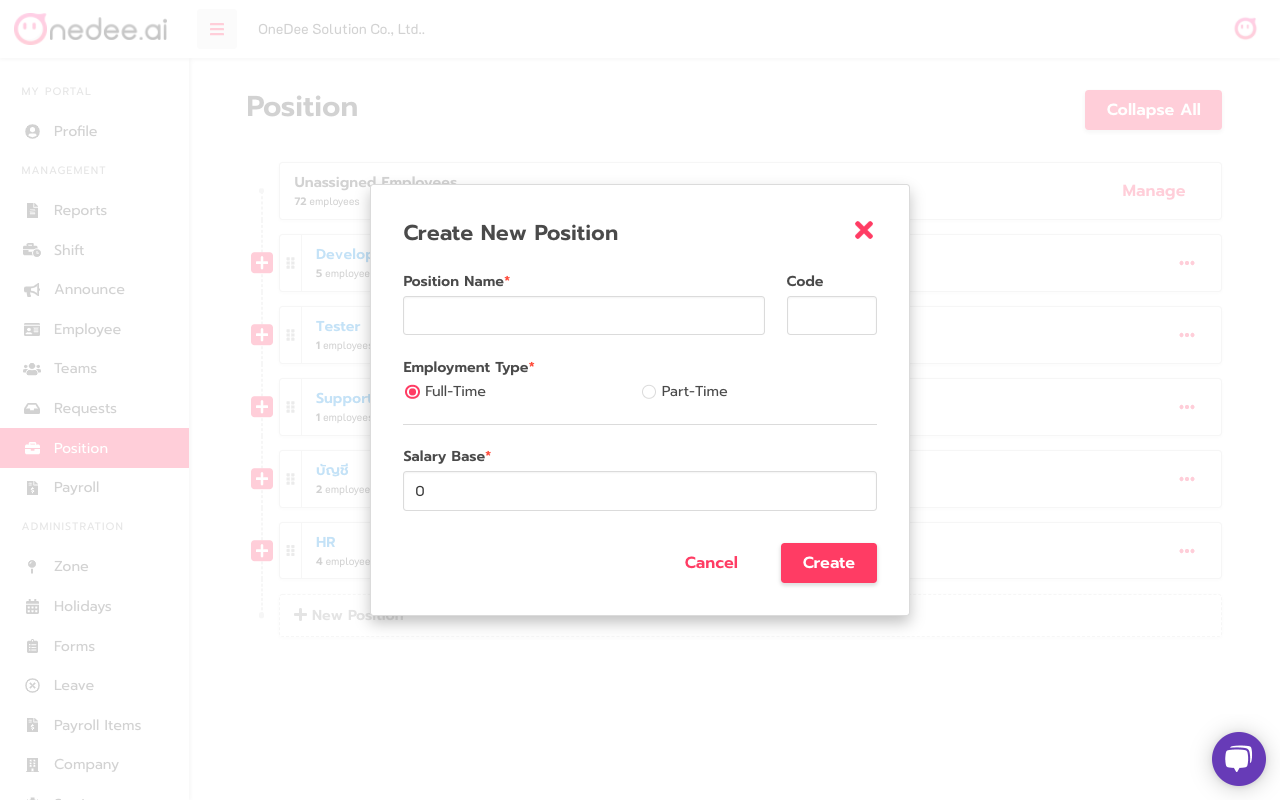 nedee.ai
OneDee Solution Co., Ltd..
MY PORTAL
Profile
MANAGEMENT
Reports
Shift
Announce
Employee
Teams
Requests
Position
Payroll
ADMINISTRATION
Zone
Holidays
Forms
Leave
Payroll Items
Company
Position
Collapse All
Unassigned Employees
72 employees
Manage
5 employee
Tester
1 employees
Support
1 employees
บัญชี
2 employee
HR
4 employee
New Position
Create New Position
Position Name* Code
Employment Type*
Full-Time Part-Time
Salary Base*
0
Cancel Create